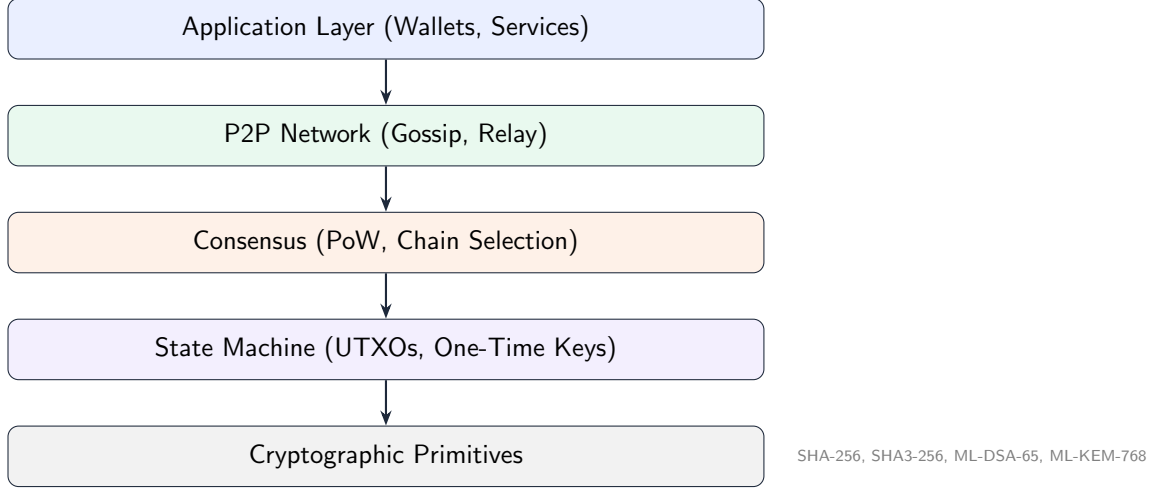 Application Layer (Wallets, Services)
P2P Network (Gossip, Relay)
Consensus (PoW, Chain Selection)
State Machine (UTXOs, One-Time Keys)
Cryptographic Primitives
SHA-256, SHA3-256, ML-DSA-65, ML-KEM-768